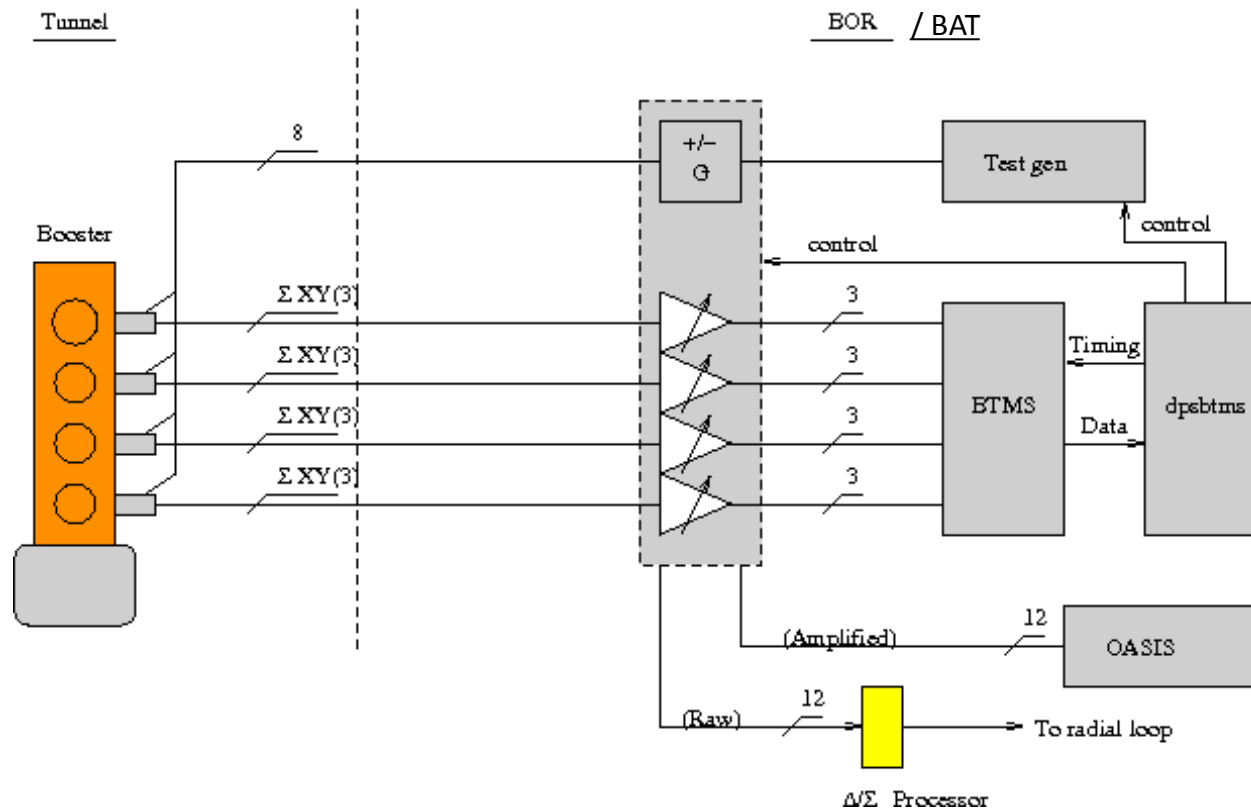 Tunnel
BOR / BAT
8
+/-
G
Test gen
control
Booster
control
Σ XY(3)
3
Σ XY(3)
3
Σ XY(3)
3
Σ XY(3)
3
Timing
BTMS
dpsbtms
Data
(Amplified)
12
OASIS
(Raw)
12
To radial loop
Δ/Σ Processor